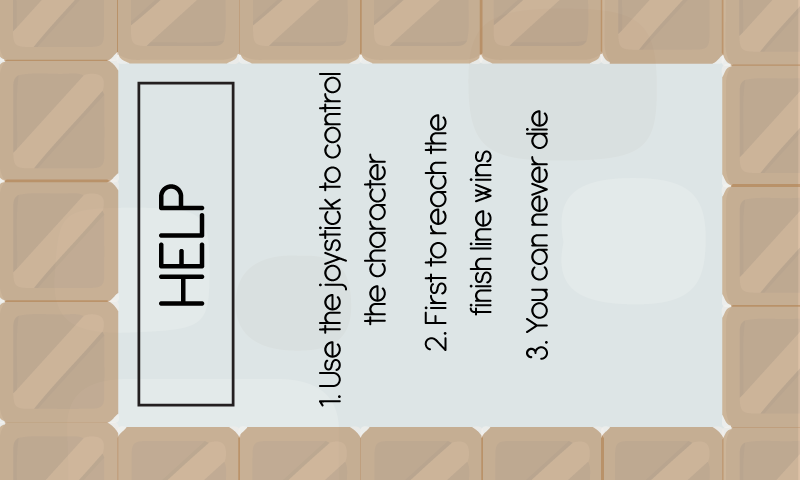 HELP
1. Use the joystick to control
the character
2. First to reach the
finish line wins
3. You can never die